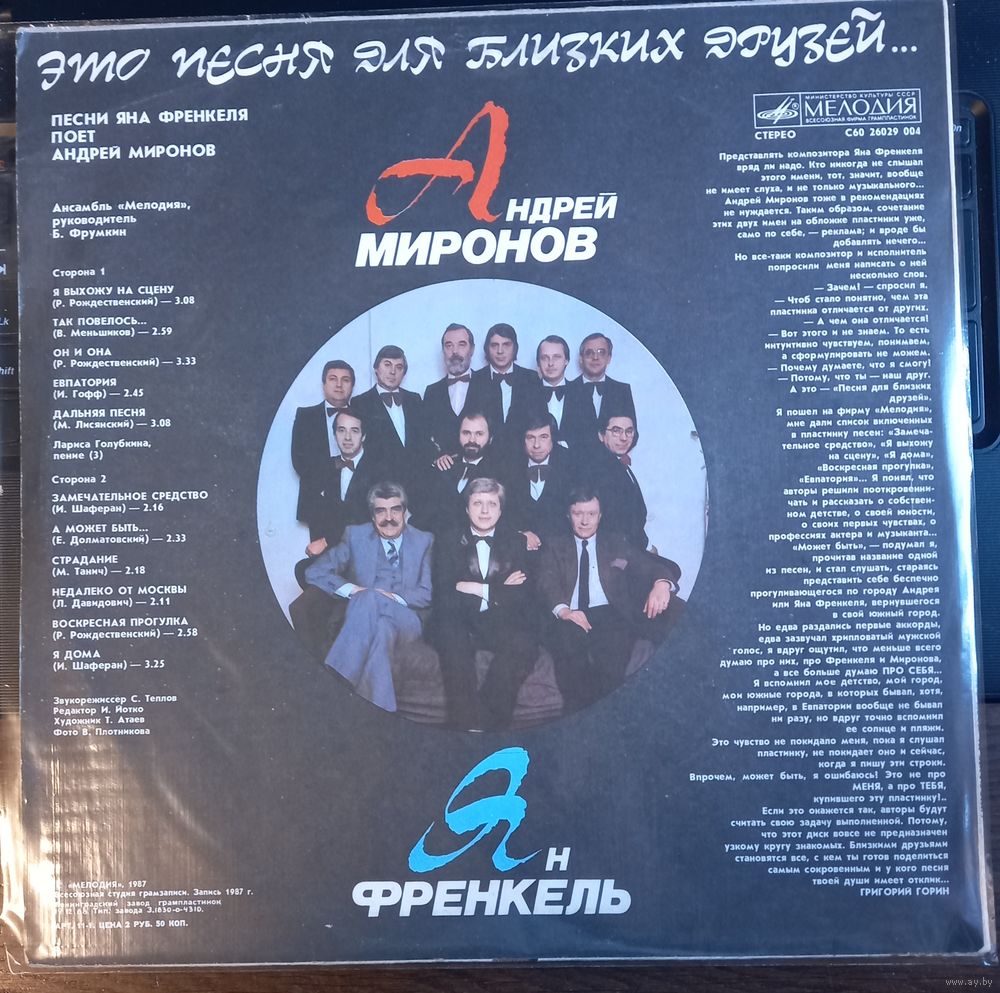 ЭТО ПЕСНЯ ДЛЯ БЛИЗКИХ ДРУЗЕЙ...
ПЕСНИ ЯНА ФРЕНКЕЛЯ
ПОЕТ
АНДРЕЙ МИРОНОВ
Ансамбль «Мелодия»,
руководитель
Б. Фрумкин
Сторона 1
Я ВЫХОЖУ НА СЦЕНУ
(Р. Рождественский) — 3.08
ТАК ПОВЕЛОСЬ...
(В. Меньшиков) — 2.59
ОН И ОНА
(Р. Рождественский) — 3.33
ЕВПАТОРИЯ
(И. Гофф) — 2.45
ДАЛЬНЯЯ ПЕСНЯ
(М. Лисянский) — 3.08
Лариса Голубкина,
пение (3)
Сторона 2
ЗАМЕЧАТЕЛЬНОЕ СРЕДСТВО
(И. Шаферан) — 2.16
А МОЖЕТ БЫТЬ...
(Е. Долматовский) — 2.33
СТРАДАНИЕ
(М. Танич) — 2.18
НЕДАЛЕКО ОТ МОСКВЫ
(Л. Давидович) — 2.11
ВОСКРЕСНАЯ ПРОГУЛКА
(Р. Рождественский) — 2.58
Я ДОМА
(И. Шаферан) — 3.25
Звукорежиссер С. Теплов
Редактор И. Йотко
Художник Т. Атаев
Фото В. Плотникова
«МЕЛОДИЯ», 1987
Всесоюзная студия грамзаписи. Запись 1987 г.
Ленинградский завод грампластинок
Тип. завода З.1830-о-4310.
АРТ. 11-1. ЦЕНА 2 РУБ. 50 КОП.
АНДРЕЙ
МИРОНОВ
ЯН
ФРЕНКЕЛЬ
МИНИСТЕРСТВО КУЛЬТУРЫ СССР
МЕЛОДИЯ
ВСЕСОЮЗНАЯ ФИРМА ГРАМПЛАСТИНОК
СТЕРЕО С60 26029 004
Представлять композитора Яна Френкеля
вряд ли надо. Кто никогда не слышал
этого имени, тот, значит, вообще
не имеет слуха, и не только музыкального...
Андрей Миронов тоже в рекомендациях
не нуждается. Таким образом, сочетание
этих двух имен на обложке пластинки уже,
само по себе, — реклама; и вроде бы
добавлять нечего...
Но все-таки композитор и исполнитель
попросили меня написать о ней
несколько слов.
— Зачем! — спросил я.
— Чтоб стало понятно, чем эта
пластинка отличается от других.
— А чем она отличается!
— Вот этого и не знаем. То есть
интуитивно чувствуем, понимаем,
а сформулировать не можем.
— Почему думаете, что я смогу!
— Потому, что ты — наш друг.
А это — «Песня для близких
друзей».
Я пошел на фирму «Мелодия»,
мне дали список включенных
в пластинку песен: «Замеча-
тельное средство», «Я выхожу
на сцену», «Я дома»,
«Воскресная прогулка»,
«Евпатория»... Я понял, что
авторы решили пооткровенни-
чать и рассказать о собствен-
ном детстве, о своей юности,
о своих первых чувствах, о
профессиях актера и музыканта...
«Может быть», — подумал я,
прочитав название одной
из песен, и стал слушать, стараясь
представить себе беспечно
прогуливающегося по городу Андрея
или Яна Френкеля, вернувшегося
в свой южный город.
Но едва раздались первые аккорды,
едва зазвучал хрипловатый мужской
голос, я вдруг ощутил, что меньше всего
думаю про них, про Френкеля и Миронова,
а все больше думаю ПРО СЕБЯ...
Я вспомнил мое детство, мой город,
мои южные города, в которых бывал, хотя,
например, в Евпатории вообще не бывал
ни разу, но вдруг точно вспомнил
ее солнце и пляжи.
Это чувство не покидало меня, пока я слушал
пластинку, не покидает оно и сейчас,
когда я пишу эти строки.
Впрочем, может быть, я ошибаюсь! Это не про
МЕНЯ, а про ТЕБЯ,
купившего эту пластинку!..
Если это окажется так, авторы будут
считать свою задачу выполненной. Потому,
что этот диск вовсе не предназначен
узкому кругу знакомых. Близкими друзьями
становятся все, с кем ты готов поделиться
самым сокровенным и у кого песня
твоей души имеет отклик...
ГРИГОРИЙ ГОРИН
www.ay.by